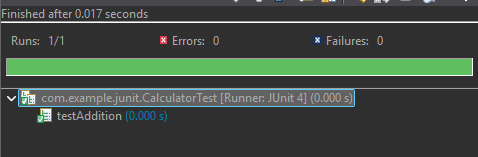 Finished after 0.017 seconds
Runs: 1/1 Errors: 0 Failures: 0
com.example.junit.CalculatorTest [Runner: JUnit 4] (0.000 s)
testAddition (0.000 s)